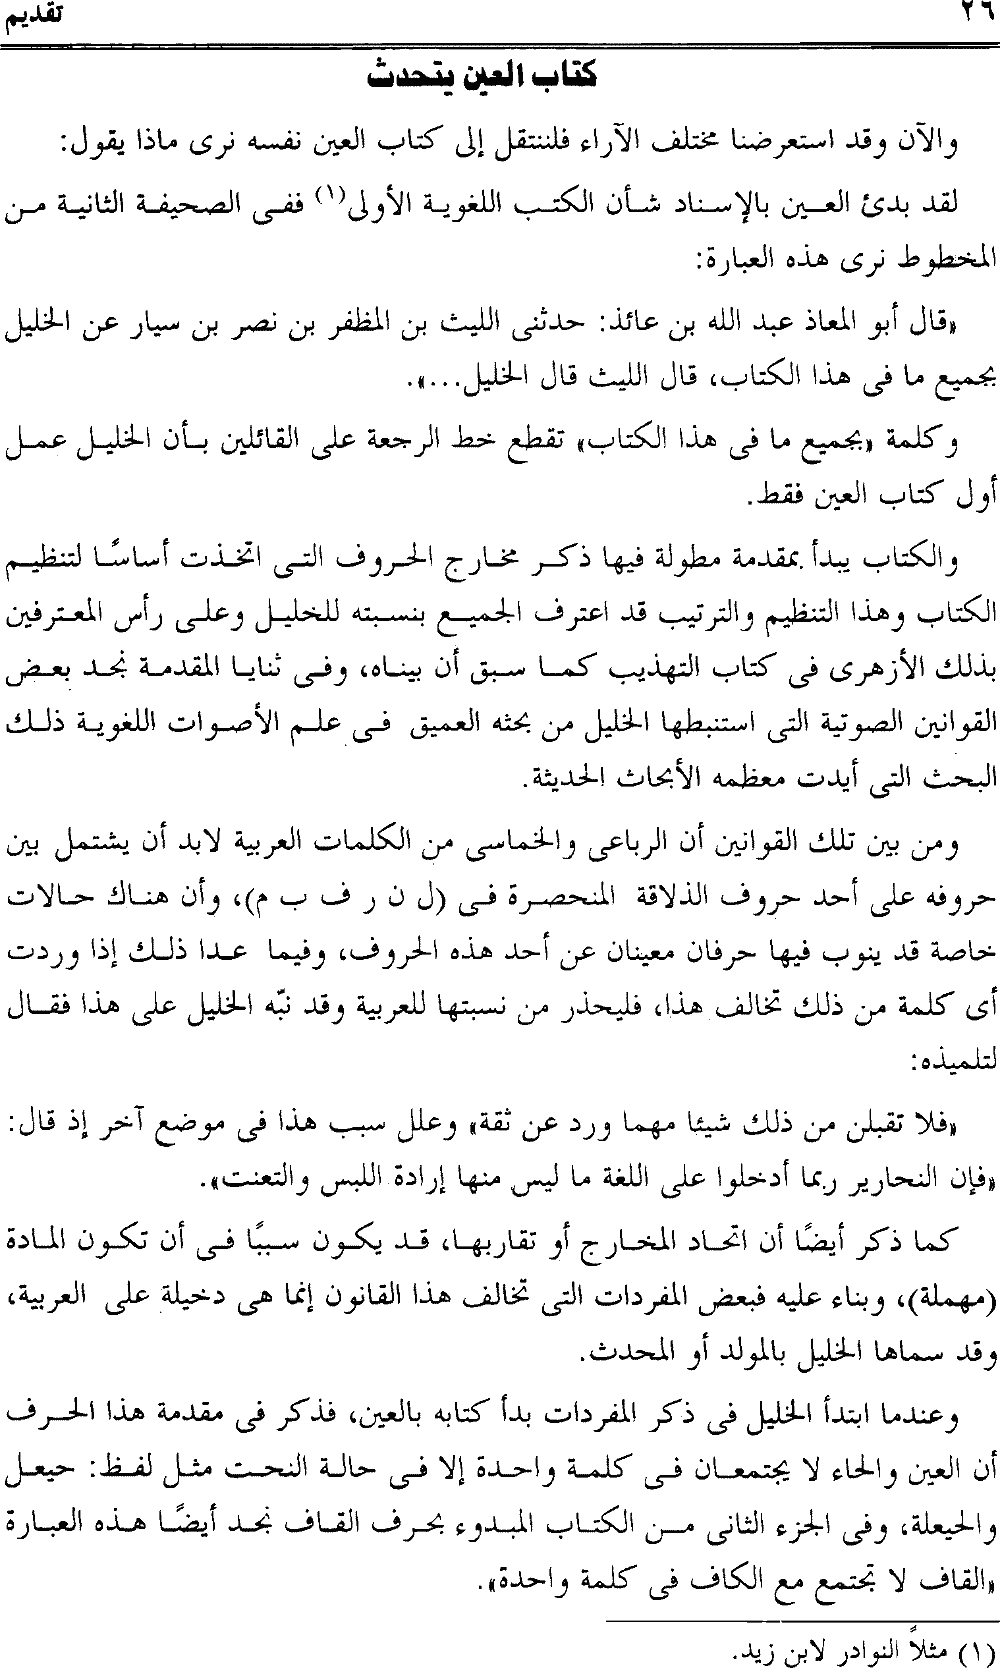 ٢٦
تقديم
كتاب العين يتحدث
والآن وقد استعرضنا مختلف الآراء فلننتقل إلى كتاب العين نفسه نرى ماذا يقول:
لقد بدئ العين بالإسناد شأن الكتب اللغوية الأولى(١) ففى الصحيفة الثانية من
المخطوط نرى هذه العبارة:
«قال أبو المعاذ عبد الله بن عائذ: حدثنى الليث بن المظفر بن نصر بن سيار عن الخليل
بجميع ما فى هذا الكتاب، قال الليث قال الخليل...».
وكلمة «بجميع ما فى هذا الكتاب» تقطع خط الرجعة على القائلين بأن الخليل عمل
أول كتاب العين فقط.
والكتاب يبدأ بمقدمة مطولة فيها ذكر مخارج الحروف التى اتخذت أساسًا لتنظيم
الكتاب وهذا التنظيم والترتيب قد اعترف الجميع بنسبته للخليل وعلى رأس المعترفين
بذلك الأزهرى فى كتاب التهذيب كما سبق أن بيناه، وفى ثنايا المقدمة نجد بعض
القوانين الصوتية التى استنبطها الخليل من بحثه العميق فى علم الأصوات اللغوية ذلك
البحث التى أيدت معظمه الأبحاث الحديثة.
ومن بين تلك القوانين أن الرباعى والخماسى من الكلمات العربية لابد أن يشتمل بين
حروفه على أحد حروف الذلاقة المنحصرة فى (ل ن ر ف ب م)، وأن هناك حالات
خاصة قد ينوب فيها حرفان معينان عن أحد هذه الحروف، وفيما عدا ذلك إذا وردت
أى كلمة من ذلك تخالف هذا، فليحذر من نسبتها للعربية وقد نبّه الخليل على هذا فقال
لتلميذه:
«فلا تقبلن من ذلك شيئا مهما ورد عن ثقة» وعلل سبب هذا فى موضع آخر إذ قال:
«فإن النحارير ربما أدخلوا على اللغة ما ليس منها إرادة اللبس والتعنت».
كما ذكر أيضًا أن اتحاد المخارج أو تقاربها، قد يكون سببًا فى أن تكون المادة
(مهملة)، وبناء عليه فبعض المفردات التى تخالف هذا القانون إنما هى دخيلة على العربية،
وقد سماها الخليل بالمولد أو المحدث.
وعندما ابتدأ الخليل فى ذكر المفردات بدأ كتابه بالعين، فذكر فى مقدمة هذا الحرف
أن العين والحاء لا يجتمعان فى كلمة واحدة إلا فى حالة النحت مثل لفظ: حيعل
والحيعلة، وفى الجزء الثانى من الكتاب المبدوء بحرف القاف نجد أيضًا هذه العبارة
«القاف لا تجتمع مع الكاف فى كلمة واحدة».
(١) مثلاً النوادر لابن زيد.